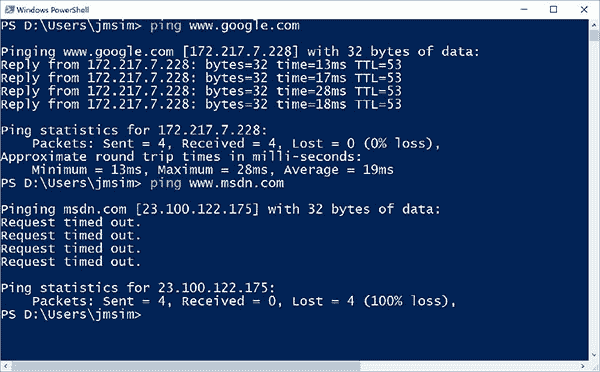 Windows PowerShell
PS D:\Users\jmsim> ping www.google.com
Pinging www.google.com [172.217.7.228] with 32 bytes of data:
Reply from 172.217.7.228: bytes=32 time=13ms TTL=53
Reply from 172.217.7.228: bytes=32 time=17ms TTL=53
Reply from 172.217.7.228: bytes=32 time=28ms TTL=53
Reply from 172.217.7.228: bytes=32 time=18ms TTL=53
Ping statistics for 172.217.7.228:
Packets: Sent = 4, Received = 4, Lost = 0 (0% loss),
Approximate round trip times in milli-seconds:
Minimum = 13ms, Maximum = 28ms, Average = 19ms
PS D:\Users\jmsim> ping www.msdn.com
Pinging msdn.com [23.100.122.175] with 32 bytes of data:
Request timed out.
Request timed out.
Request timed out.
Request timed out.
Ping statistics for 23.100.122.175:
Packets: Sent = 4, Received = 0, Lost = 4 (100% loss),
PS D:\Users\jmsim>